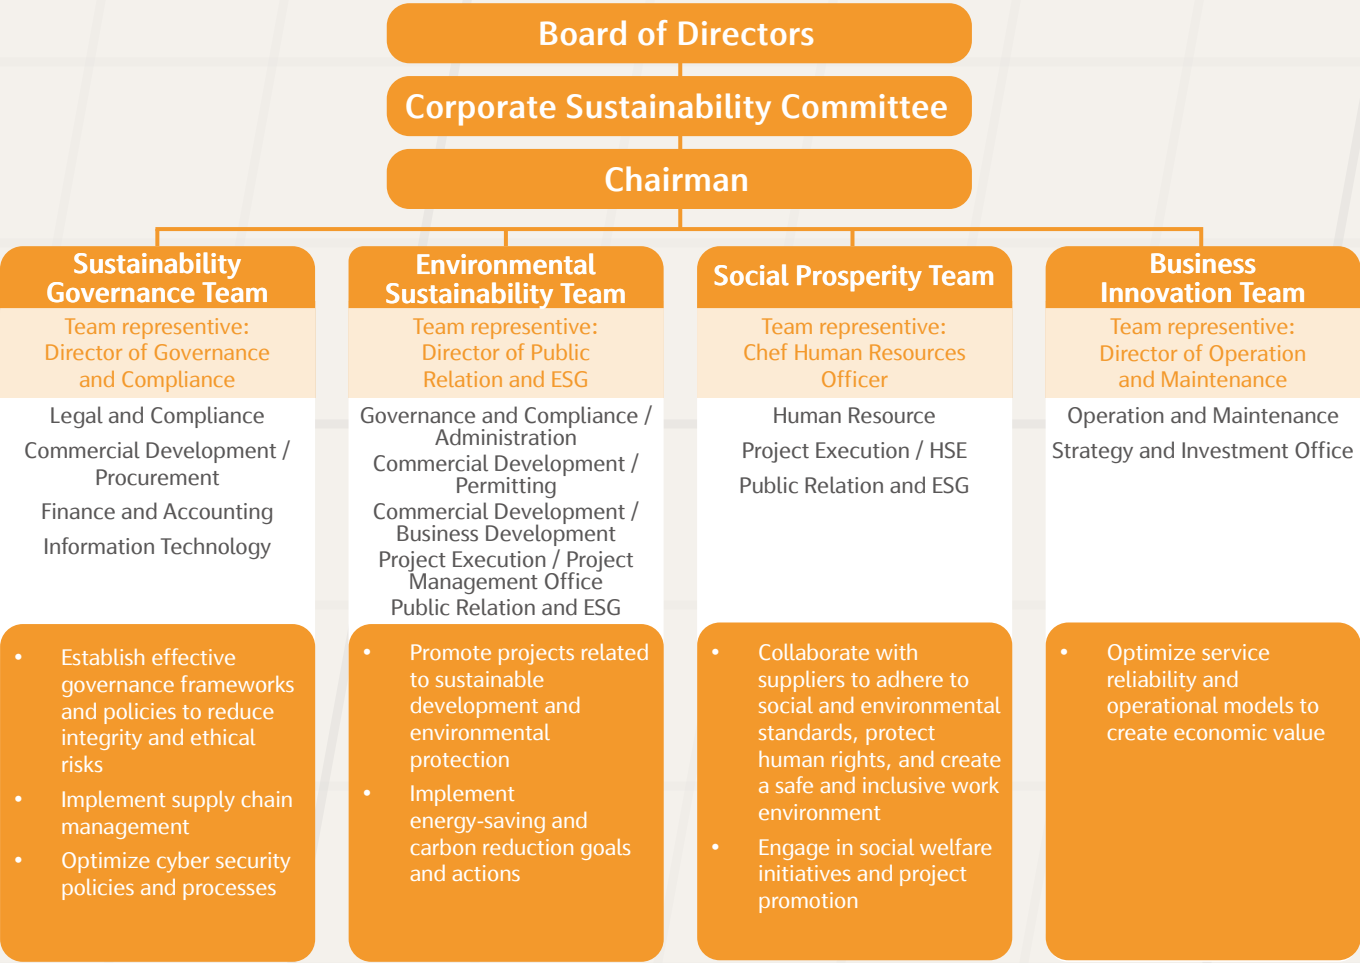 Board of Directors
Corporate Sustainability Committee
Chairman
Sustainability
Governance Team
Team representive:
Director of Governance
and Compliance
Legal and Compliance
Commercial Development /
Procurement
Finance and Accounting
Information Technology
• Establish effective
governance frameworks
and policies to reduce
integrity and ethical
risks
• Implement supply chain
management
• Optimize cyber security
policies and processes
Environmental
Sustainability Team
Team representive:
Director of Public
Relation and ESG
Governance and Compliance /
Administration
Commercial Development /
Permitting
Commercial Development /
Business Development
Project Execution / Project
Management Office
Public Relation and ESG
• Promote projects related
to sustainable
development and
environmental
protection
• Implement
energy-saving and
carbon reduction goals
and actions
Social Prosperity Team
Team representive:
Chef Human Resources
Officer
Human Resource
Project Execution / HSE
Public Relation and ESG
• Collaborate with
suppliers to adhere to
social and environmental
standards, protect
human rights, and create
a safe and inclusive work
environment
• Engage in social welfare
initiatives and project
promotion
Business
Innovation Team
Team representive:
Director of Operation
and Maintenance
Operation and Maintenance
Strategy and Investment Office
• Optimize service
reliability and
operational models to
create economic value